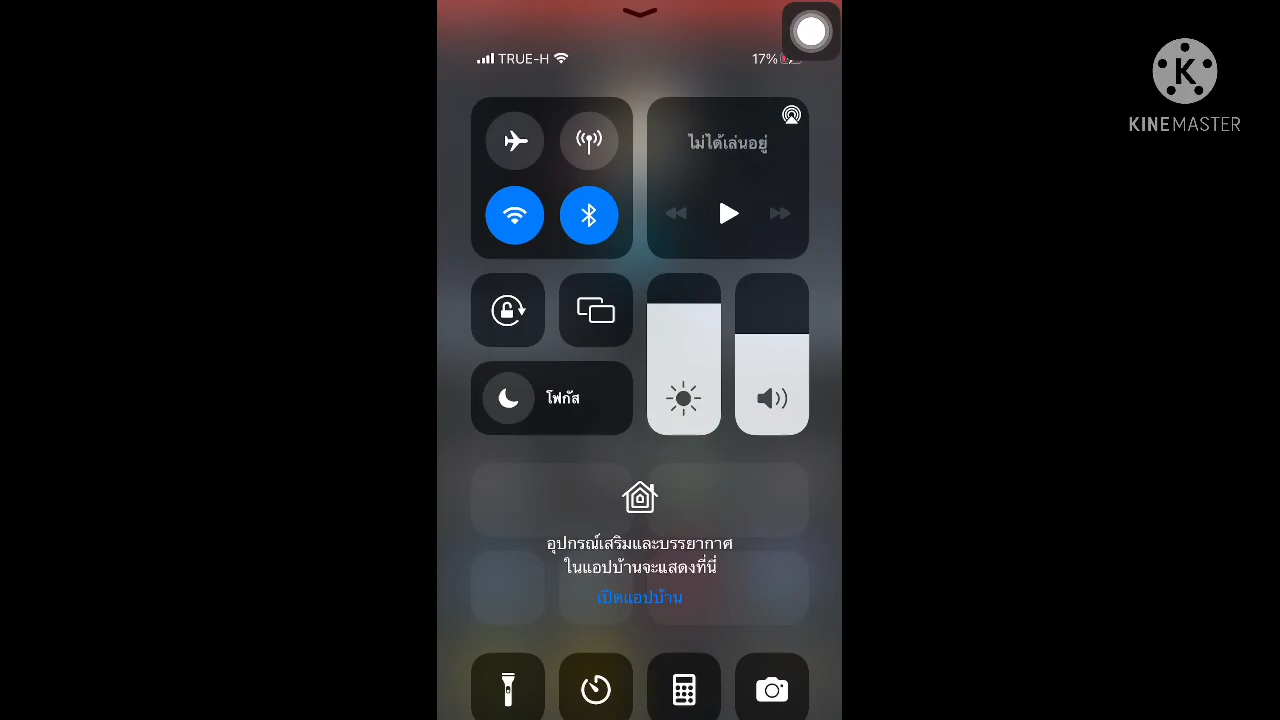 TRUE-H
17%
ไม่ได้เล่นอยู่
โฟกัส
อุปกรณ์เสริมและบรรยากาศ
ในแอปบ้านจะแสดงที่นี่
เปิดแอปบ้าน
K
KINEMASTER